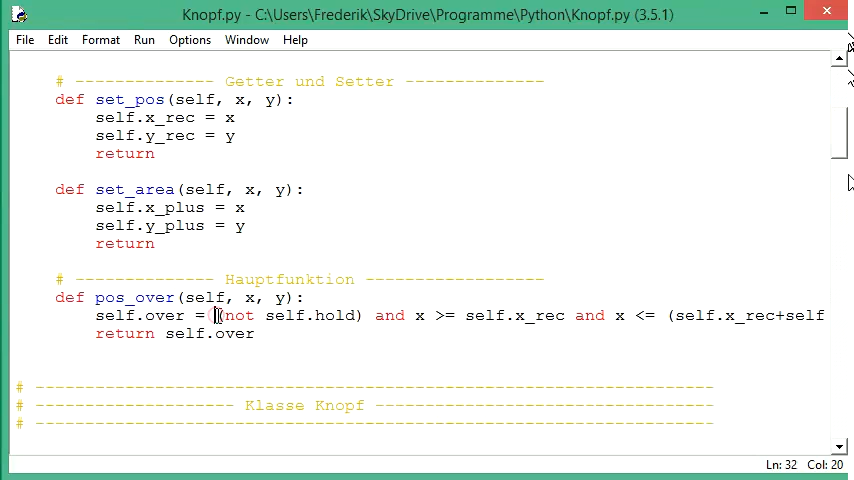 Knopf.py - C:\Users\Frederik\SkyDrive\Programme\Python\Knopf.py (3.5.1)
File Edit Format Run Options Window Help
# -------------- Getter und Setter --------------
def set_pos(self, x, y):
self.x_rec = x
self.y_rec = y
return
def set_area(self, x, y):
self.x_plus = x
self.y_plus = y
return
# -------------- Hauptfunktion ------------------
def pos_over(self, x, y):
self.over = (not self.hold) and x >= self.x_rec and x <= (self.x_rec+self
return self.over
# --------------------------------------------------------------------
# --------------------- Klasse Knopf ----------------------------------
# --------------------------------------------------------------------
Ln: 32 Col: 20